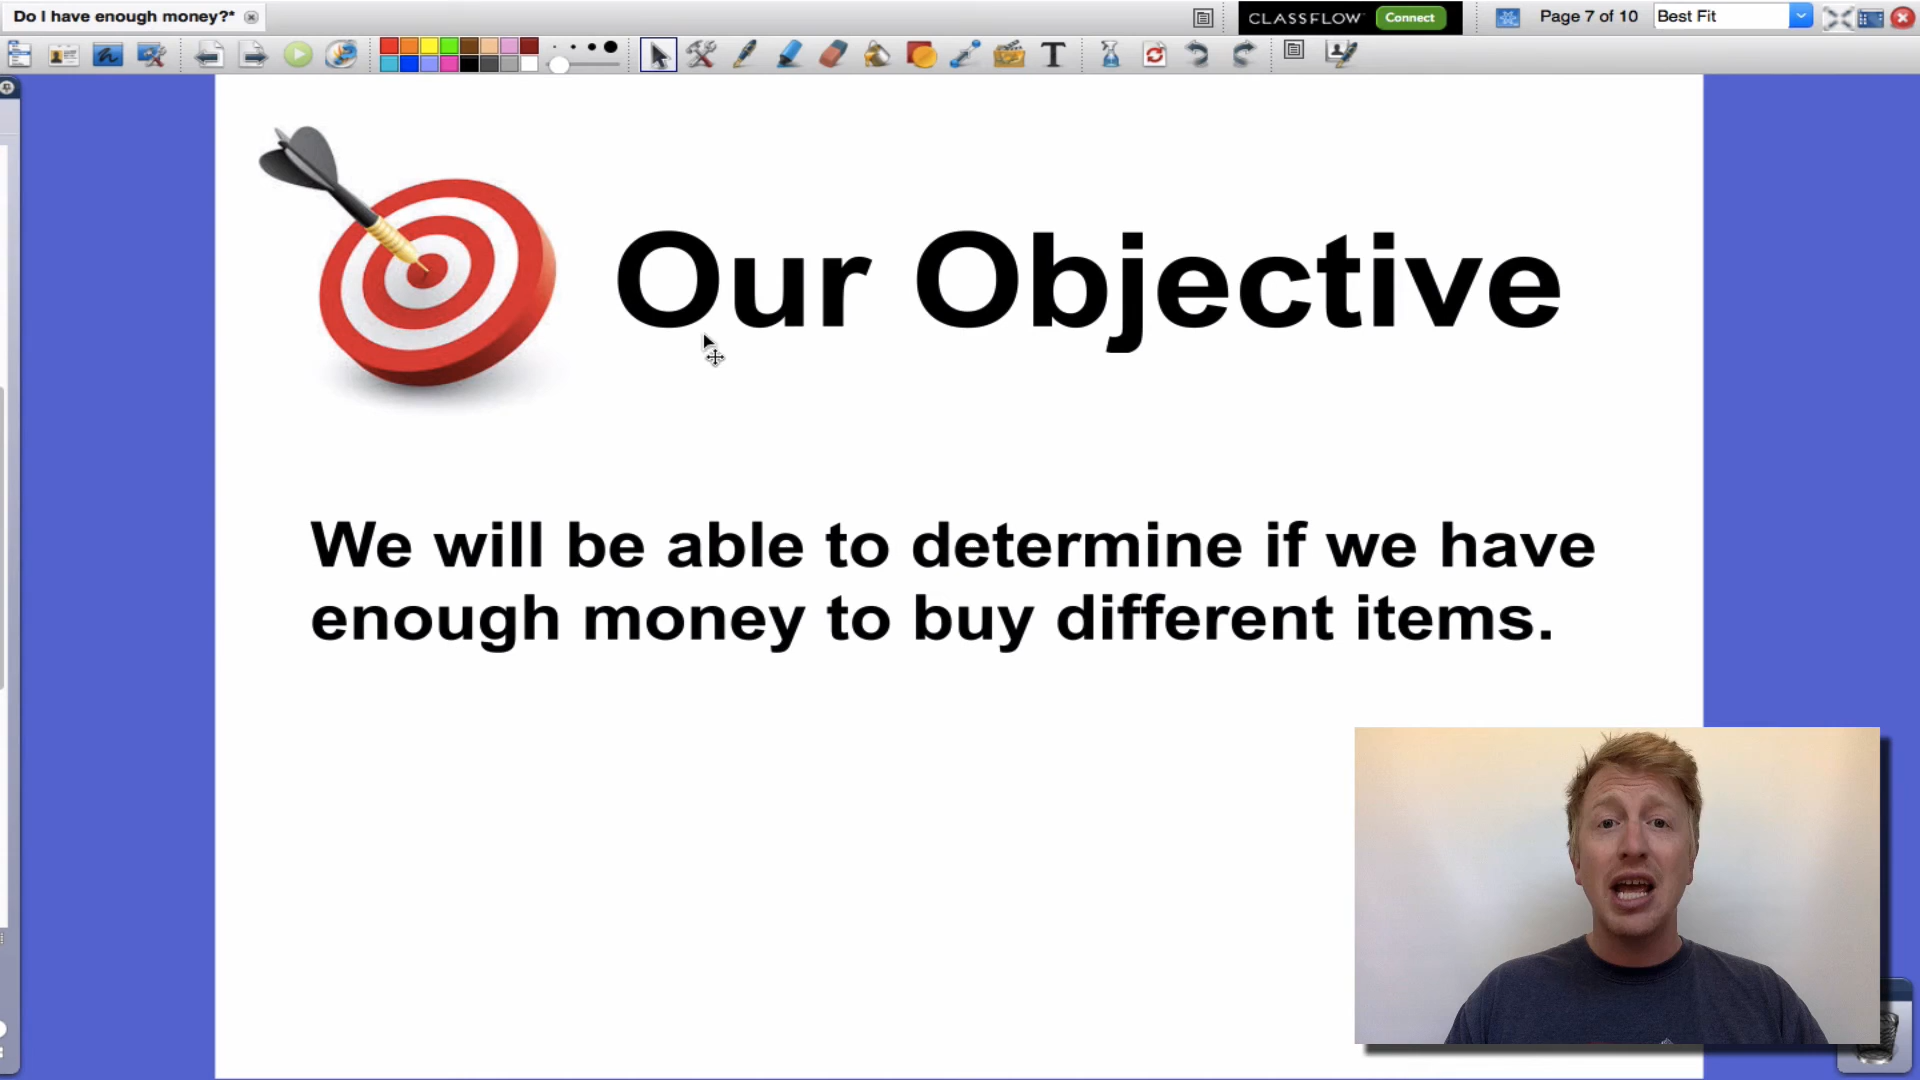 Do I have enough money?*
CLASSFLOW Connect
Page 7 of 10
Best Fit
T
Our Objective
We will be able to determine if we have
enough money to buy different items.